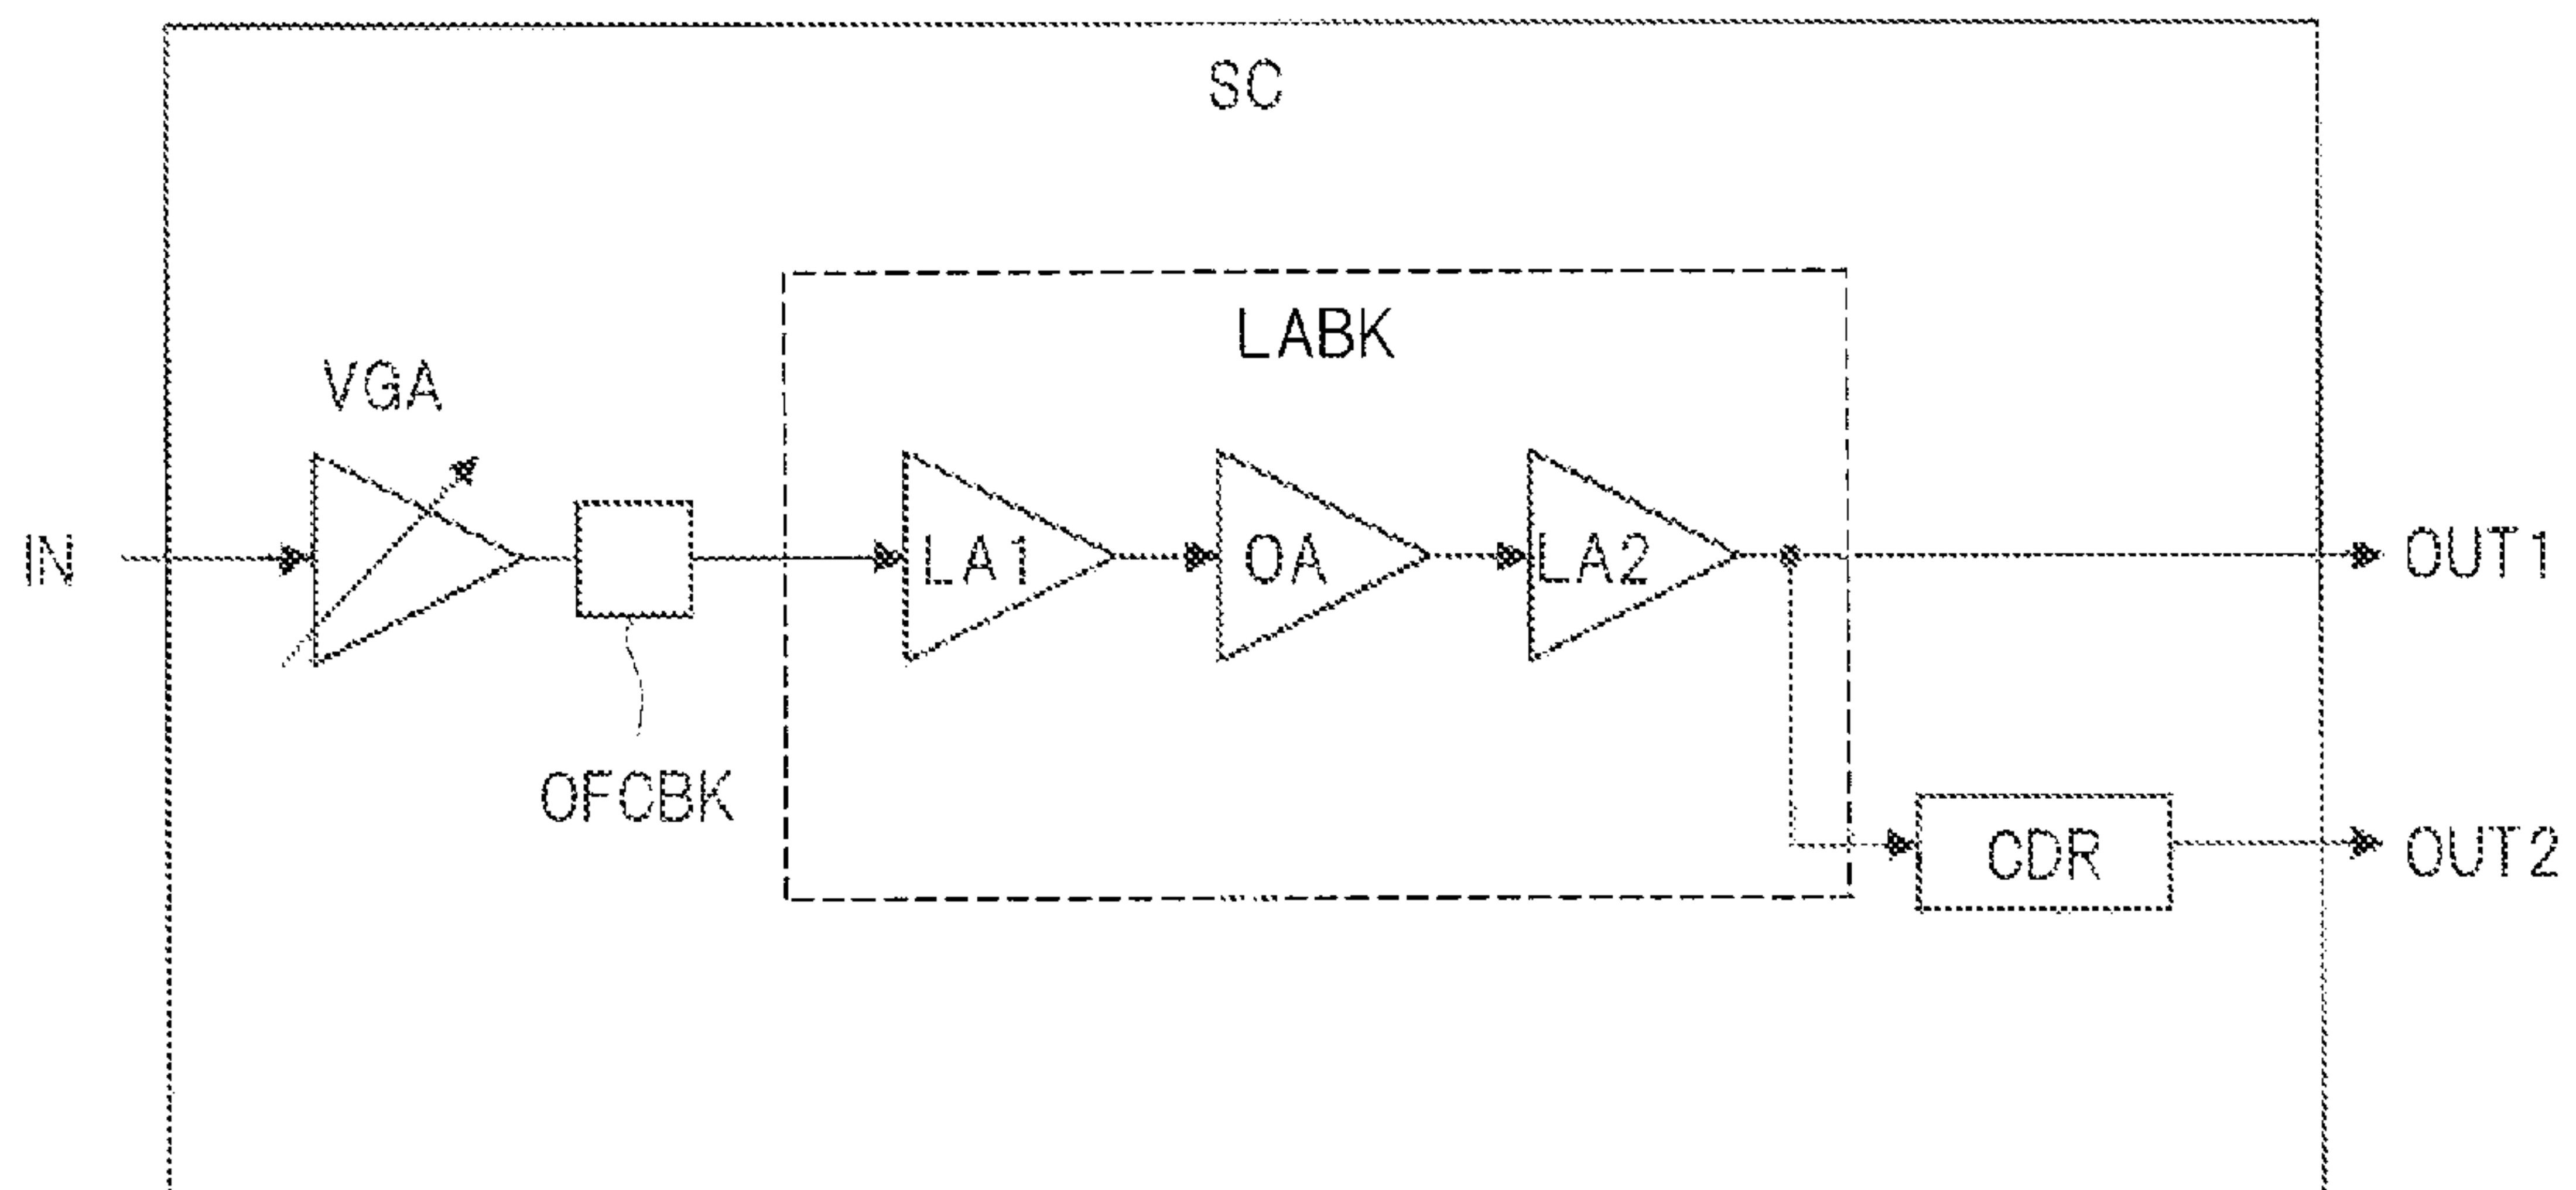 SC
LABK
VGA
IN
LA1
OA
LA2
OUT1
OFCBK
CDR
OUT2